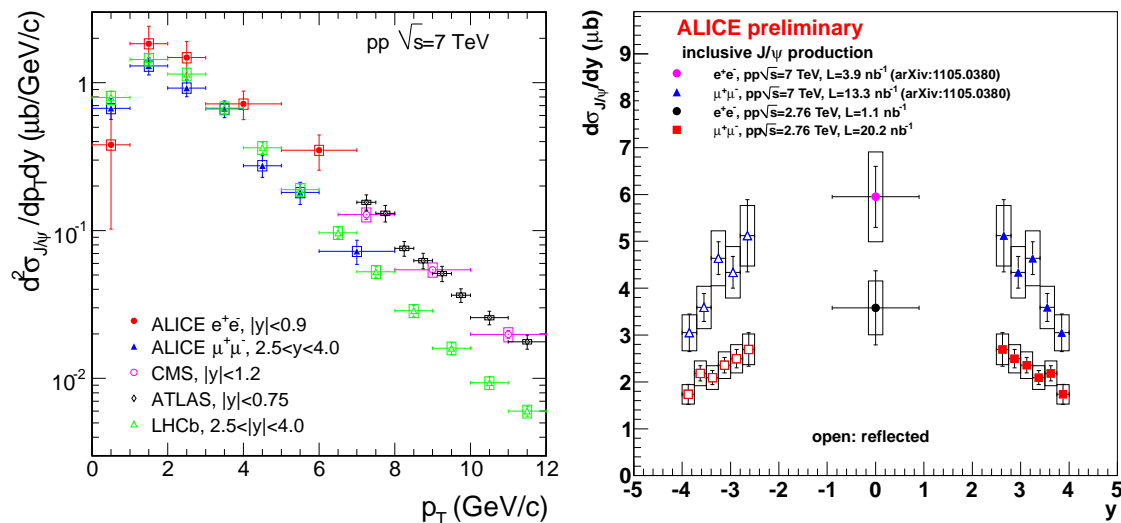 pp √s=7 TeV
d²σ_J/ψ /dp_T dy (μb/GeV/c)
1
10⁻¹
10⁻²
ALICE e⁺e⁻, |y|<0.9
ALICE μ⁺μ⁻, 2.5<y<4.0
CMS, |y|<1.2
ATLAS, |y|<0.75
LHCb, 2.5<|y|<4.0
0 2 4 6 8 10 12
p_T (GeV/c)
ALICE preliminary
inclusive J/ψ production
e⁺e⁻, pp√s=7 TeV, L=3.9 nb⁻¹ (arXiv:1105.0380)
μ⁺μ⁻, pp√s=7 TeV, L=13.3 nb⁻¹ (arXiv:1105.0380)
e⁺e⁻, pp√s=2.76 TeV, L=1.1 nb⁻¹
μ⁺μ⁻, pp√s=2.76 TeV, L=20.2 nb⁻¹
dσ_J/ψ/dy (μb)
9
8
7
6
5
4
3
2
1
0
open: reflected
-5 -4 -3 -2 -1 0 1 2 3 4 5
y